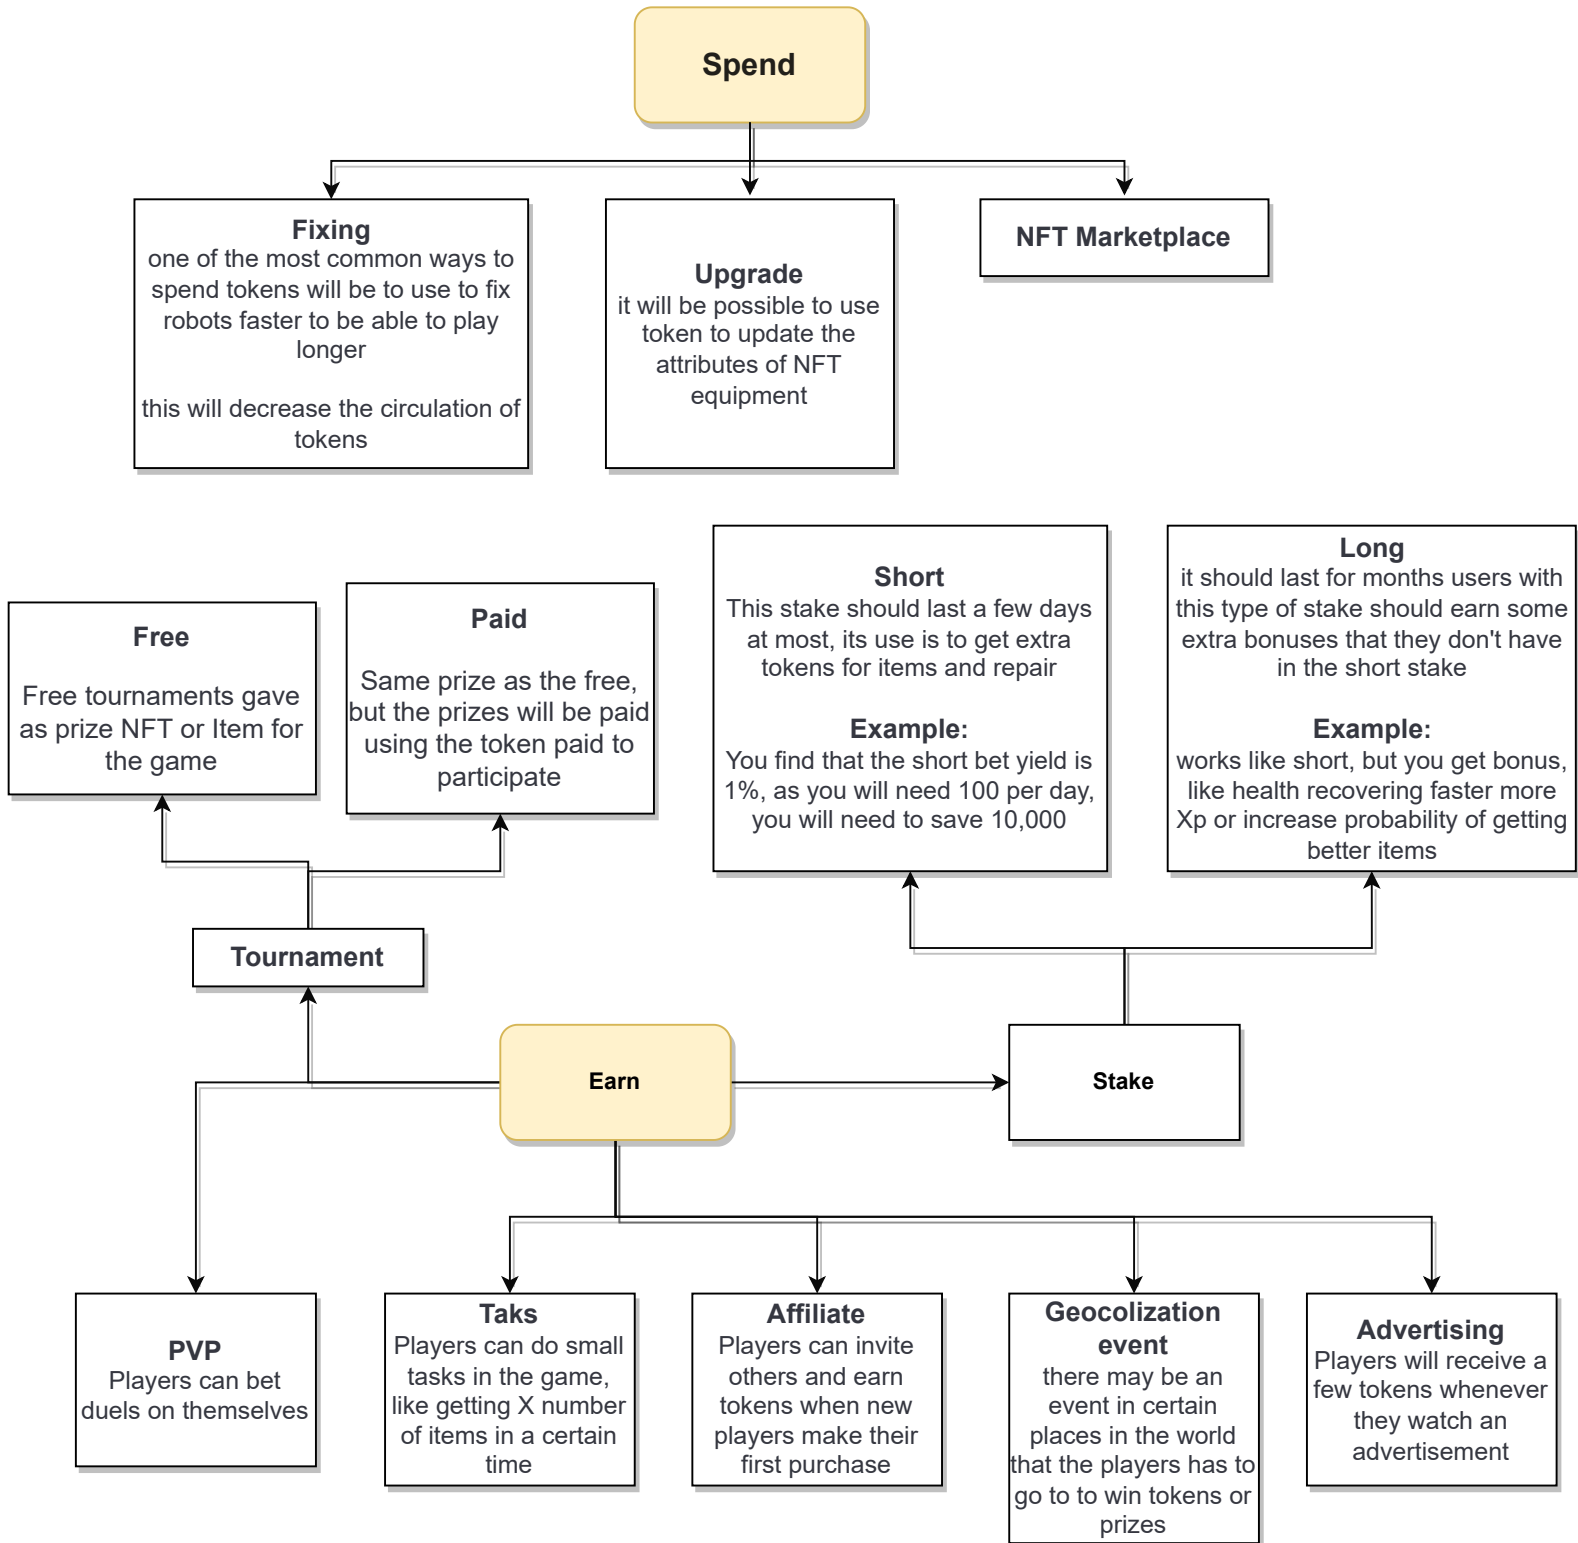 Spend
Fixing
one of the most common ways to
spend tokens will be to use to fix
robots faster to be able to play
longer
this will decrease the circulation of
tokens
Upgrade
it will be possible to use
token to update the
attributes of NFT
equipment
NFT Marketplace
Free
Free tournaments gave
as prize NFT or Item for
the game
Paid
Same prize as the free,
but the prizes will be paid
using the token paid to
participate
Short
This stake should last a few days
at most, its use is to get extra
tokens for items and repair
Example:
You find that the short bet yield is
1%, as you will need 100 per day,
you will need to save 10,000
Long
it should last for months users with
this type of stake should earn some
extra bonuses that they don't have
in the short stake
Example:
works like short, but you get bonus,
like health recovering faster more
Xp or increase probability of getting
better items
Tournament
Earn
Stake
PVP
Players can bet
duels on themselves
Taks
Players can do small
tasks in the game,
like getting X number
of items in a certain
time
Affiliate
Players can invite
others and earn
tokens when new
players make their
first purchase
Geocolization
event
there may be an
event in certain
places in the world
that the players has to
go to to win tokens or
prizes
Advertising
Players will receive a
few tokens whenever
they watch an
advertisement